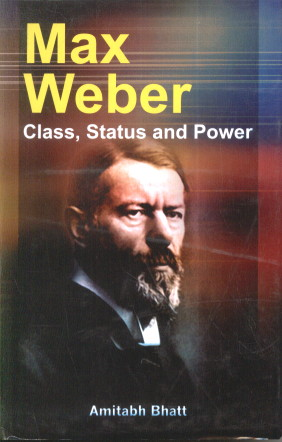 Max
Weber
Class, Status and Power
Amitabh Bhatt